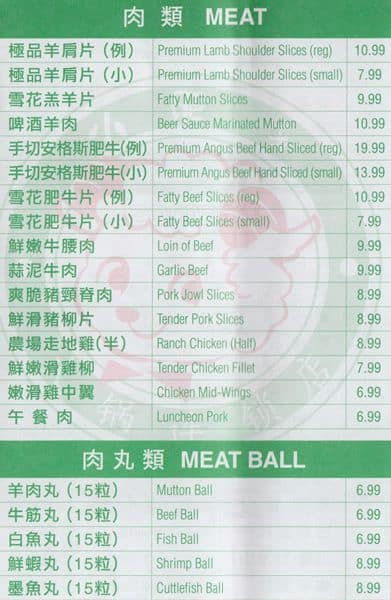 肉 類 MEAT
極品羊肩片 (例) Premium Lamb Shoulder Slices (reg) 10.99
極品羊肩片 (小) Premium Lamb Shoulder Slices (small) 7.99
雪花羔羊片 Fatty Mutton Slices 9.99
啤酒羊肉 Beer Sauce Marinated Mutton 10.99
手切安格斯肥牛(例) Premium Angus Beef Hand Sliced (reg) 19.99
手切安格斯肥牛(小) Premium Angus Beef Hand Sliced (small) 13.99
雪花肥牛片 (例) Fatty Beef Slices (reg) 10.99
雪花肥牛片 (小) Fatty Beef Slices (small) 7.99
鮮嫩牛腰肉 Loin of Beef 9.99
蒜泥牛肉 Garlic Beef 9.99
爽脆豬頸脊肉 Pork Jowl Slices 8.99
鮮滑豬柳片 Tender Pork Slices 8.99
農場走地雞(半) Ranch Chicken (Half) 8.99
鮮嫩滑雞柳 Tender Chicken Fillet 7.99
嫩滑雞中翼 Chicken Mid-Wings 6.99
午 餐 肉 Luncheon Pork 6.99
肉 丸 類 MEAT BALL
羊肉丸 (15粒) Mutton Ball 6.99
牛筋丸 (15粒) Beef Ball 6.99
白魚丸 (15粒) Fish Ball 6.99
鮮蝦丸 (15粒) Shrimp Ball 8.99
墨魚丸 (15粒) Cuttlefish Ball 8.99